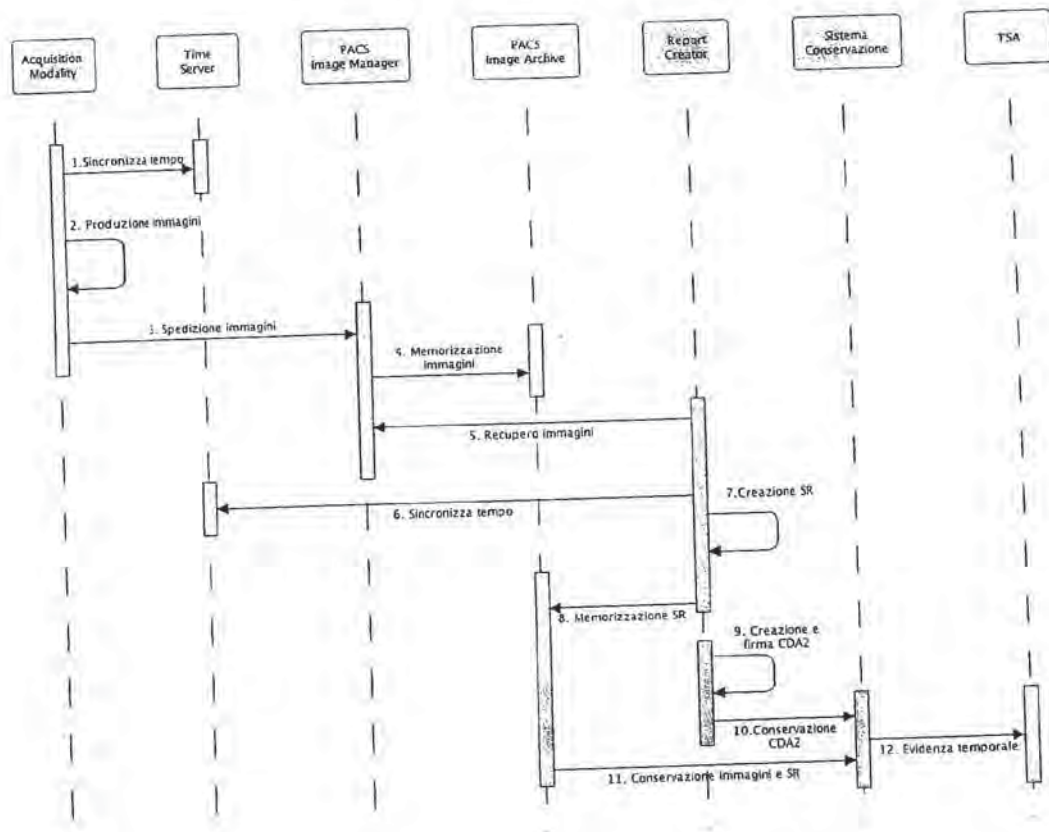 Acquisition
Modality
Time
Server
PACS
Image Manager
PACS
Image Archive
Report
Creator
Sistema
Conservazione
TSA
1.Sincronizza tempo
2. Produzione immagini
3. Spedizione immagini
4. Memorizzazione
immagini
5. Recupero immagini
6. Sincronizza tempo
7.Creazione SR
8. Memorizzazione SR
9. Creazione e
firma CDA2
10.Conservazione
CDA2
11. Conservazione immagini e SR
12. Evidenza temporale